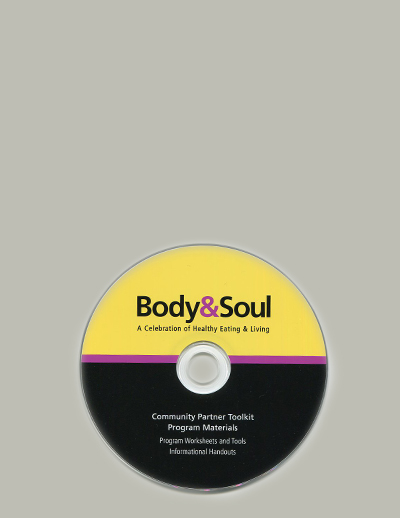 Body&Soul
A Celebration of Healthy Eating & Living
Community Partner Toolkit
Program Materials
Program Worksheets and Tools
Informational Handouts